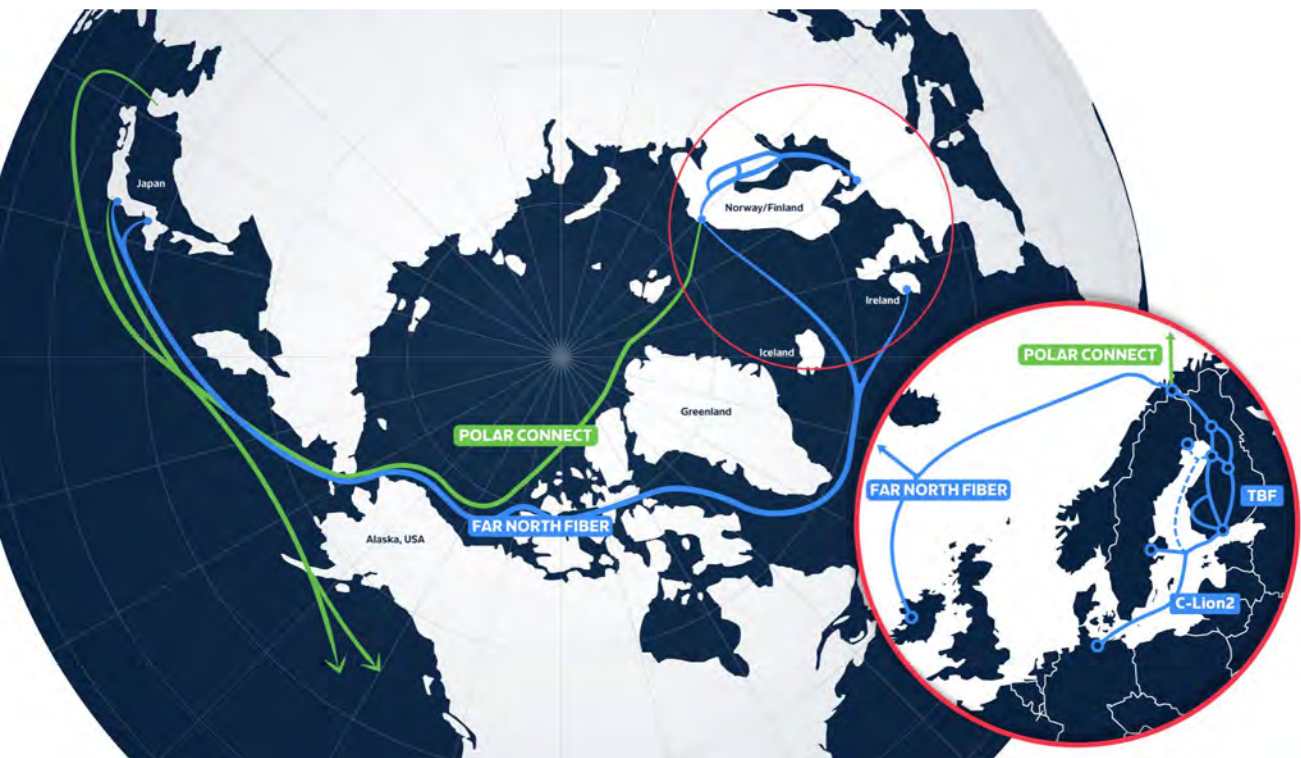 Japan
Norway/Finland
Ireland
Iceland
POLAR CONNECT
Greenland
POLAR CONNECT
FAR NORTH FIBER
TBF
FAR NORTH FIBER
Alaska, USA
C-Lion2